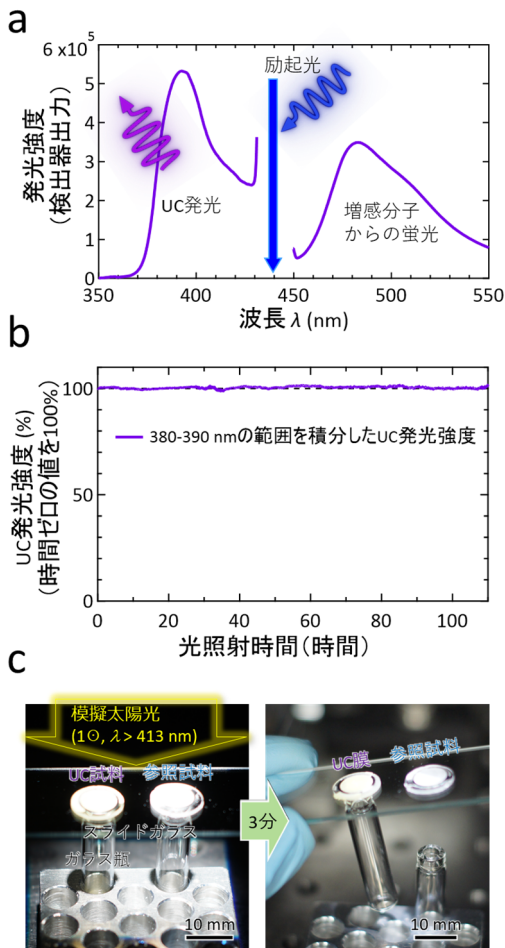 a
6 x10⁵
5
4
3
2
1
0
発光強度
（検出器出力）
励起光
UC発光
増感分子
からの蛍光
350
400
450
500
550
波長 λ (nm)
b
100
50
0
UC発光強度 (%)
（時間ゼロの値を100%）
380-390 nmの範囲を積分したUC発光強度
0
20
40
60
80
100
光照射時間（時間）
c
模擬太陽光
(1☉, λ > 413 nm)
UC試料
参照試料
スライドガラス
ガラス瓶
10 mm
3分
UC膜
参照試料
10 mm